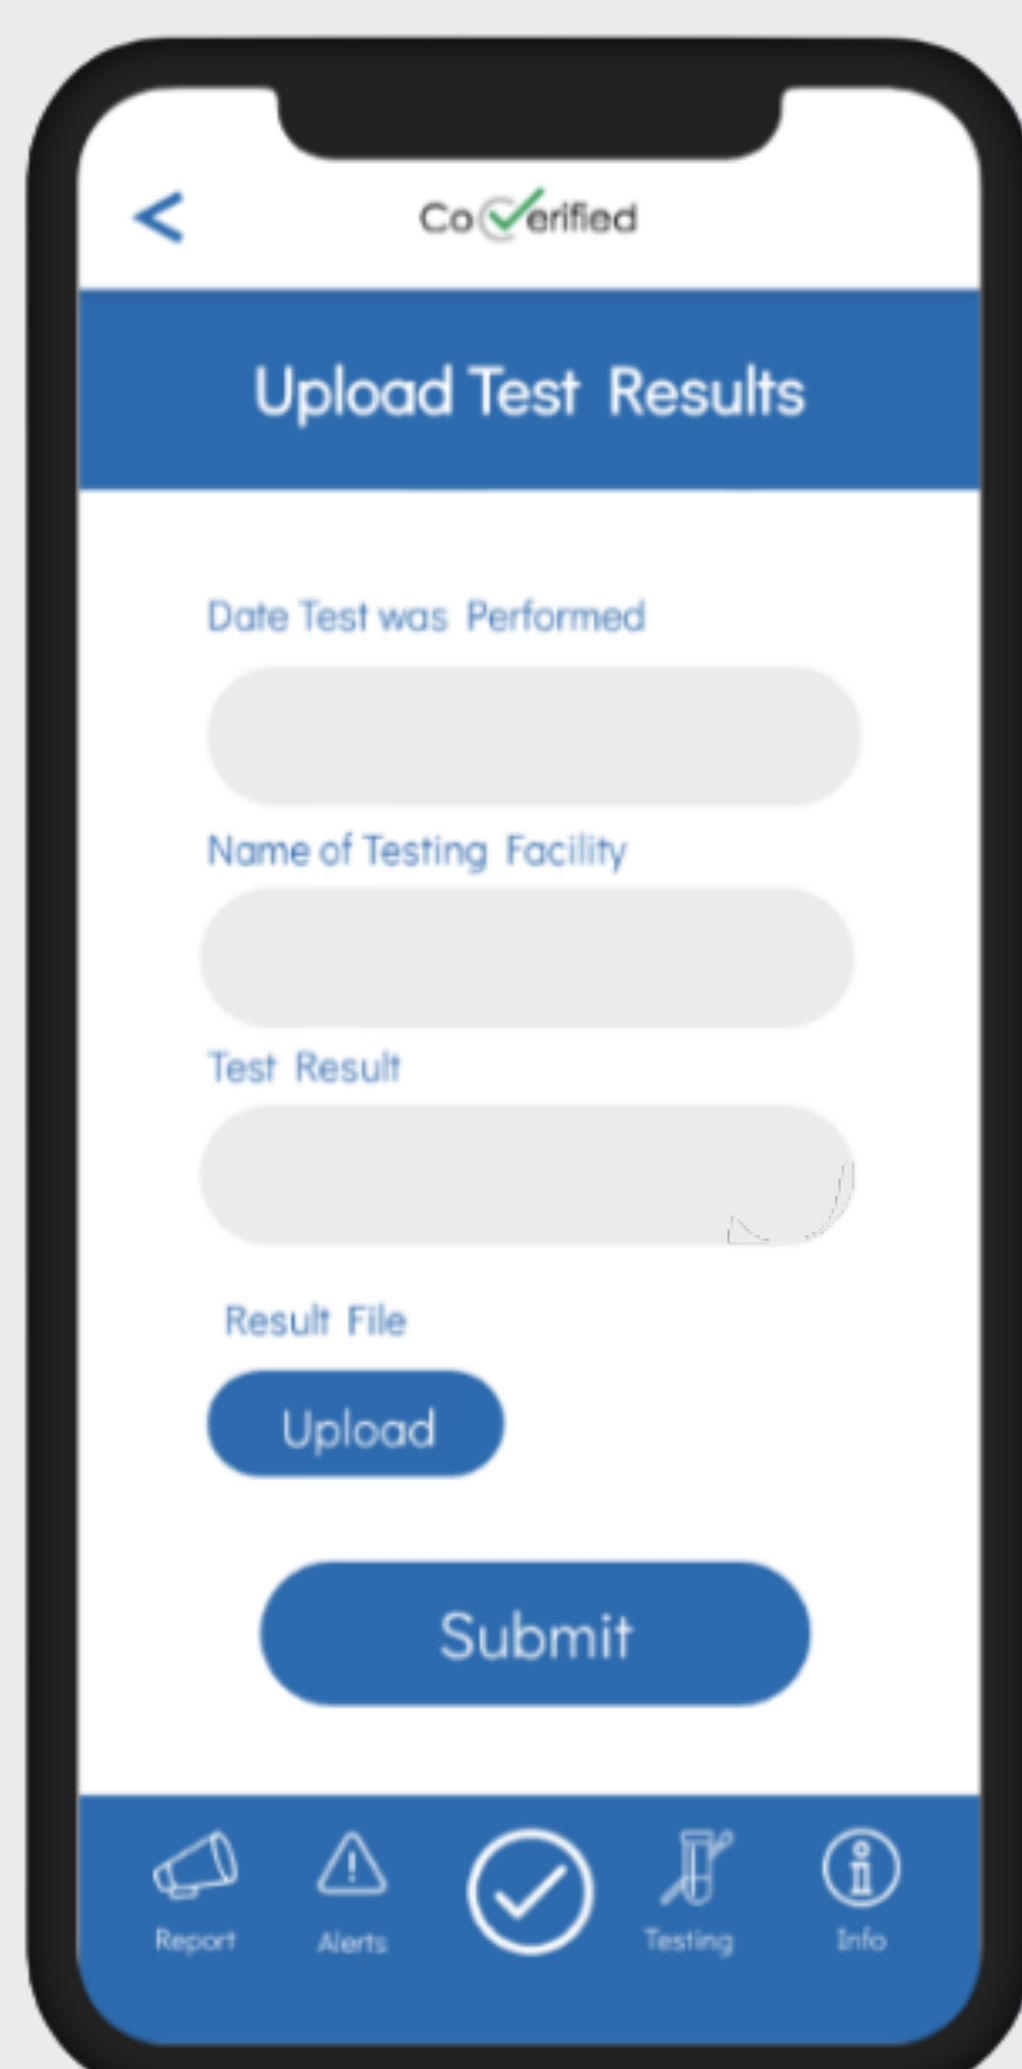 CoVerified
Upload Test Results
Date Test was Performed
Name of Testing Facility
Test Result
Result File
Upload
Submit
Report Alerts Testing Info